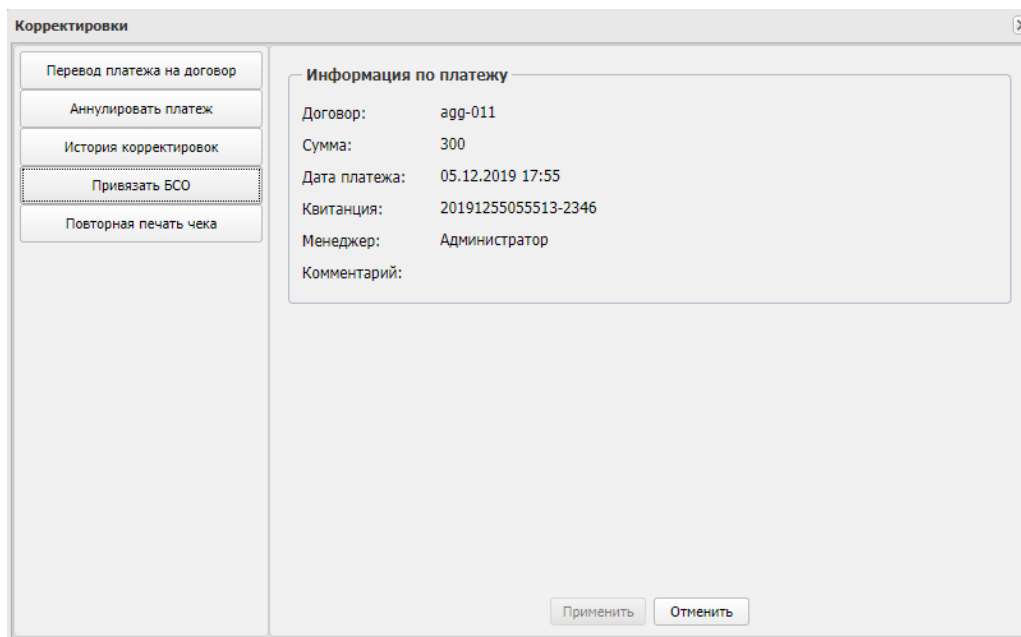 Корректировки
Перевод платежа на договор
Аннулировать платеж
История корректировок
Привязать БСО
Повторная печать чека
Информация по платежу
Договор: agg-011
Сумма: 300
Дата платежа: 05.12.2019 17:55
Квитанция: 20191255055513-2346
Менеджер: Администратор
Комментарий:
Применить Отменить